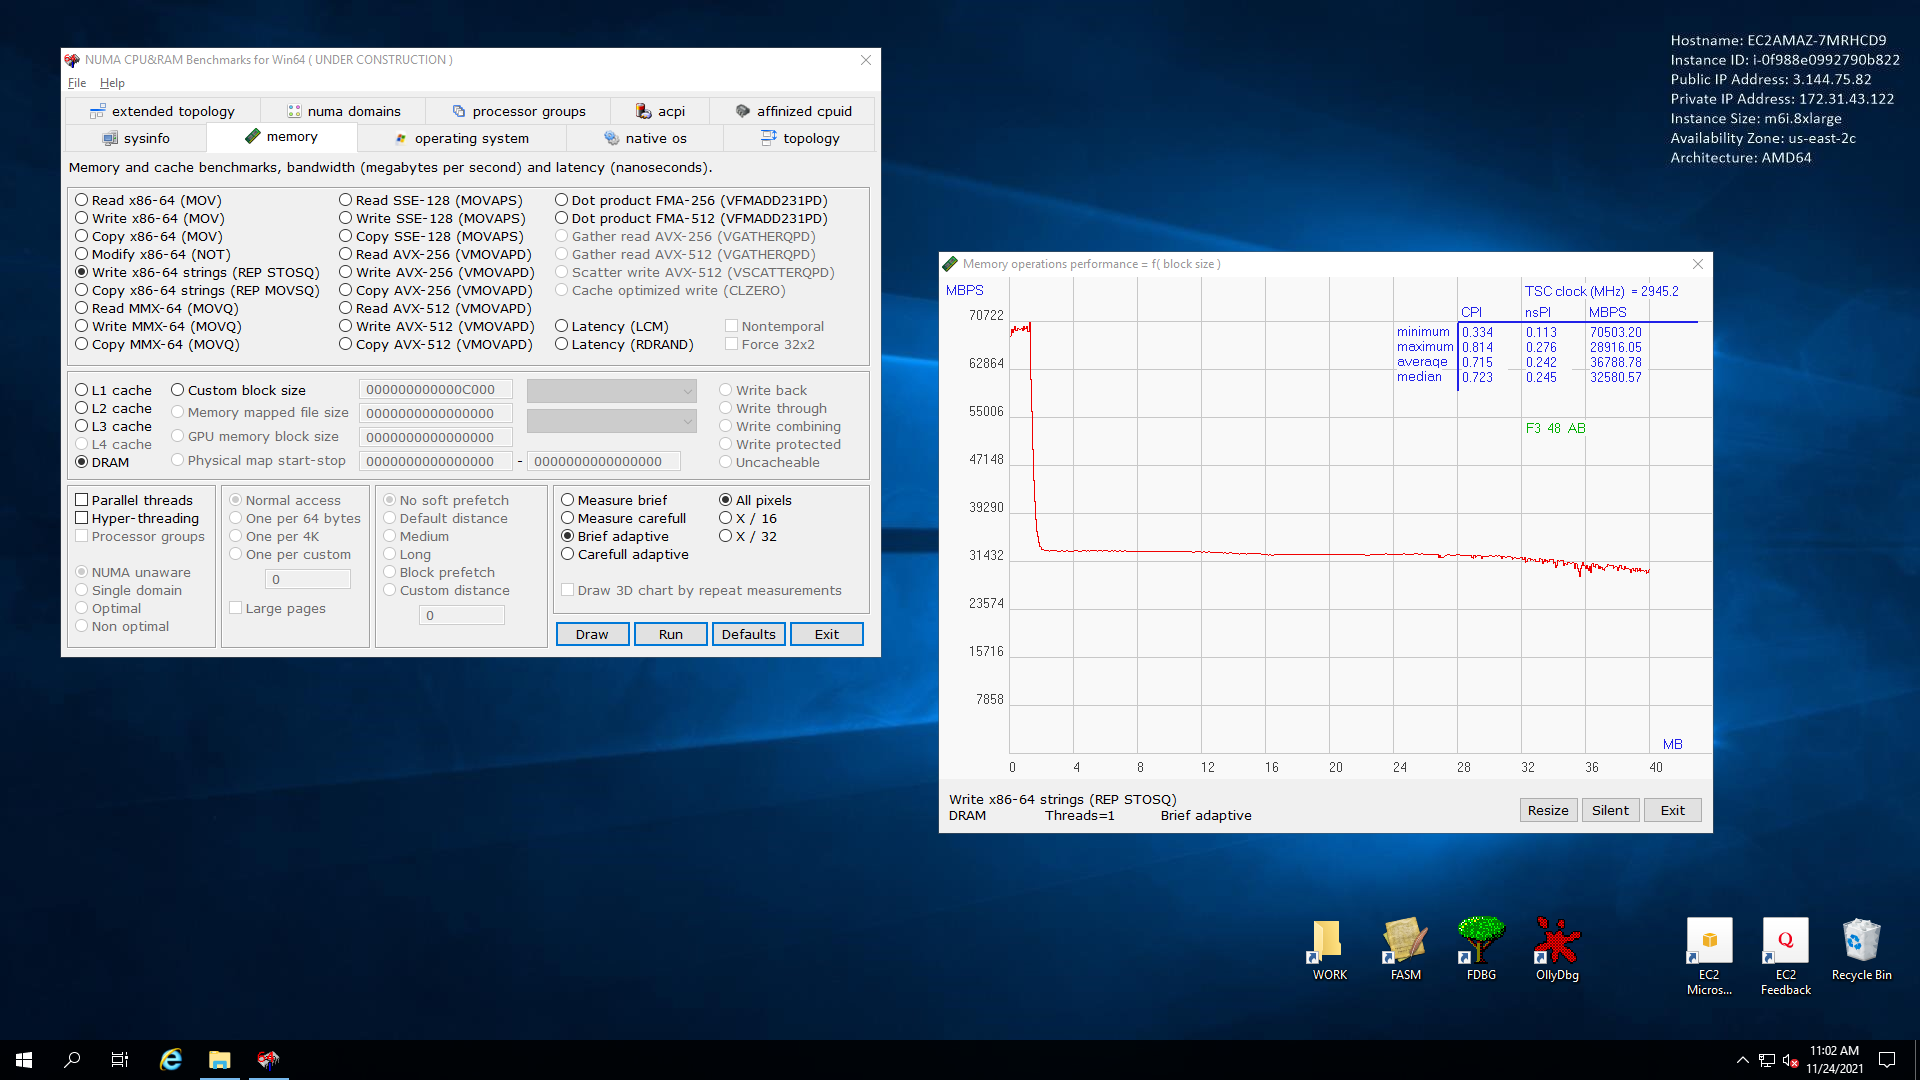 Hostname: EC2AMAZ-7MRHCD9
Instance ID: i-0f988e0992790b822
Public IP Address: 3.144.75.82
Private IP Address: 172.31.43.122
Instance Size: m6i.8xlarge
Availability Zone: us-east-2c
Architecture: AMD64
NUMA CPU&RAM Benchmarks for Win64 ( UNDER CONSTRUCTION )
File Help
extended topology numa domains processor groups acpi affinized cpuid
sysinfo memory operating system native os topology
Memory and cache benchmarks, bandwidth (megabytes per second) and latency (nanoseconds).
Read x86-64 (MOV)
Write x86-64 (MOV)
Copy x86-64 (MOV)
Modify x86-64 (NOT)
Write x86-64 strings (REP STOSQ)
Copy x86-64 strings (REP MOVSQ)
Read MMX-64 (MOVQ)
Write MMX-64 (MOVQ)
Copy MMX-64 (MOVQ)
Read SSE-128 (MOVAPS)
Write SSE-128 (MOVAPS)
Copy SSE-128 (MOVAPS)
Read AVX-256 (VMOVAPD)
Write AVX-256 (VMOVAPD)
Copy AVX-256 (VMOVAPD)
Read AVX-512 (VMOVAPD)
Write AVX-512 (VMOVAPD)
Copy AVX-512 (VMOVAPD)
Dot product FMA-256 (VFMADD231PD)
Dot product FMA-512 (VFMADD231PD)
Gather read AVX-256 (VGATHERQPD)
Gather read AVX-512 (VGATHERQPD)
Scatter write AVX-512 (VSCATTERQPD)
Cache optimized write (CLZERO)
Latency (LCM)
Latency (RDRAND)
Nontemporal
Force 32x2
L1 cache
L2 cache
L3 cache
L4 cache
DRAM
Custom block size 000000000000C000
Memory mapped file size 0000000000000000
GPU memory block size 0000000000000000
Physical map start-stop 0000000000000000 - 0000000000000000
Write back
Write through
Write combining
Write protected
Uncacheable
Parallel threads
Hyper-threading
Processor groups
NUMA unaware
Single domain
Optimal
Non optimal
Normal access
One per 64 bytes
One per 4K
One per custom
0
Large pages
No soft prefetch
Default distance
Medium
Long
Block prefetch
Custom distance
0
Measure brief
Measure carefull
Brief adaptive
Carefull adaptive
All pixels
X / 16
X / 32
Draw 3D chart by repeat measurements
Draw Run Defaults Exit
Memory operations performance = f( block size )
MBPS
70722
62864
55006
47148
39290
31432
23574
15716
7858
TSC clock (MHz) = 2945.2
CPI nsPI MBPS
minimum 0.334 0.113 70503.20
maximum 0.814 0.276 28916.05
average 0.715 0.242 36788.78
median 0.723 0.245 32580.57
F3 48 AB
MB
0 4 8 12 16 20 24 28 32 36 40
Write x86-64 strings (REP STOSQ)
DRAM Threads=1 Brief adaptive
Resize Silent Exit
WORK
FASM
FDBG
OllyDbg
EC2
Micros...
EC2
Feedback
Recycle Bin
11:02 AM
11/24/2021